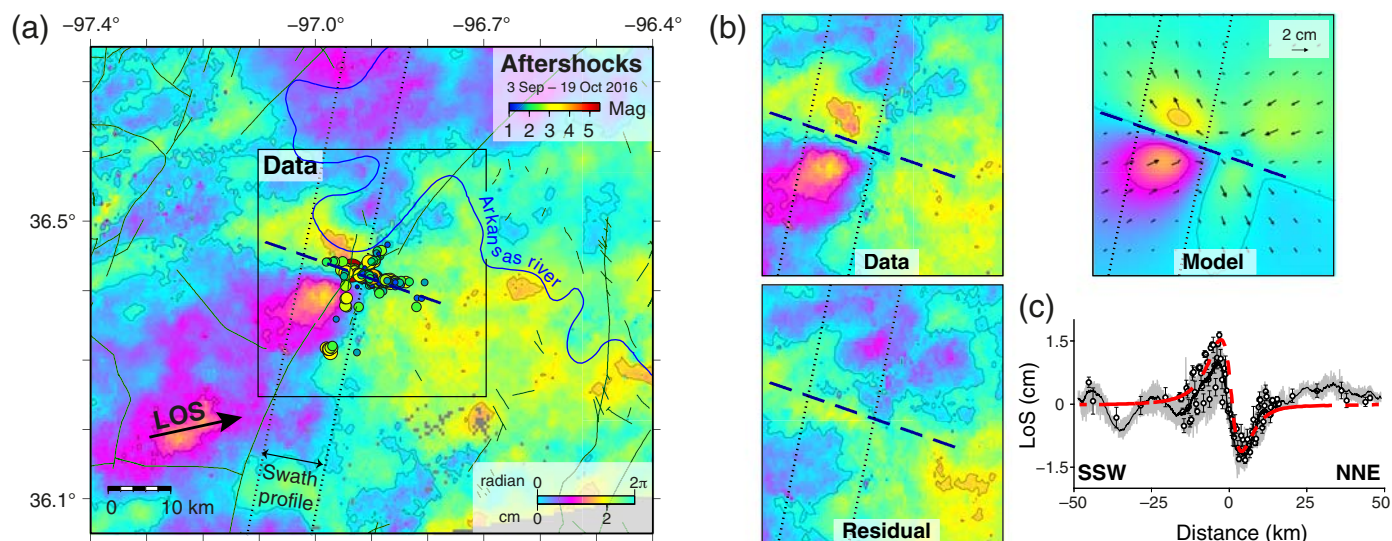 (a)
−97.4°
−97.0°
−96.7°
−96.4°
36.5°
36.1°
Aftershocks
3 Sep – 19 Oct 2016
Mag
1 2 3 4 5
Data
Arkansas river
LOS
Swath
profile
0 10 km
radian 0 2π
cm 0 2
(b)
Data
2 cm
Model
Residual
(c)
LoS (cm)
1.5
0
−1.5
SSW
NNE
−50 −25 0 25 50
Distance (km)